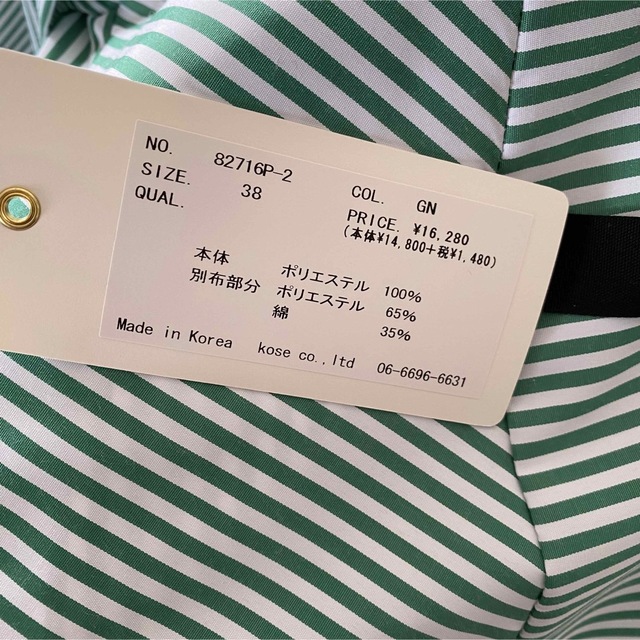 NO. 82716P-2 COL. GN
SIZE. 38 PRICE. ¥16,280
QUAL. (本体¥14,800+税¥1,480)
本体 ポリエステル 100%
別布部分 ポリエステル 65%
綿 35%
Made in Korea kose co.,ltd 06-6696-6631